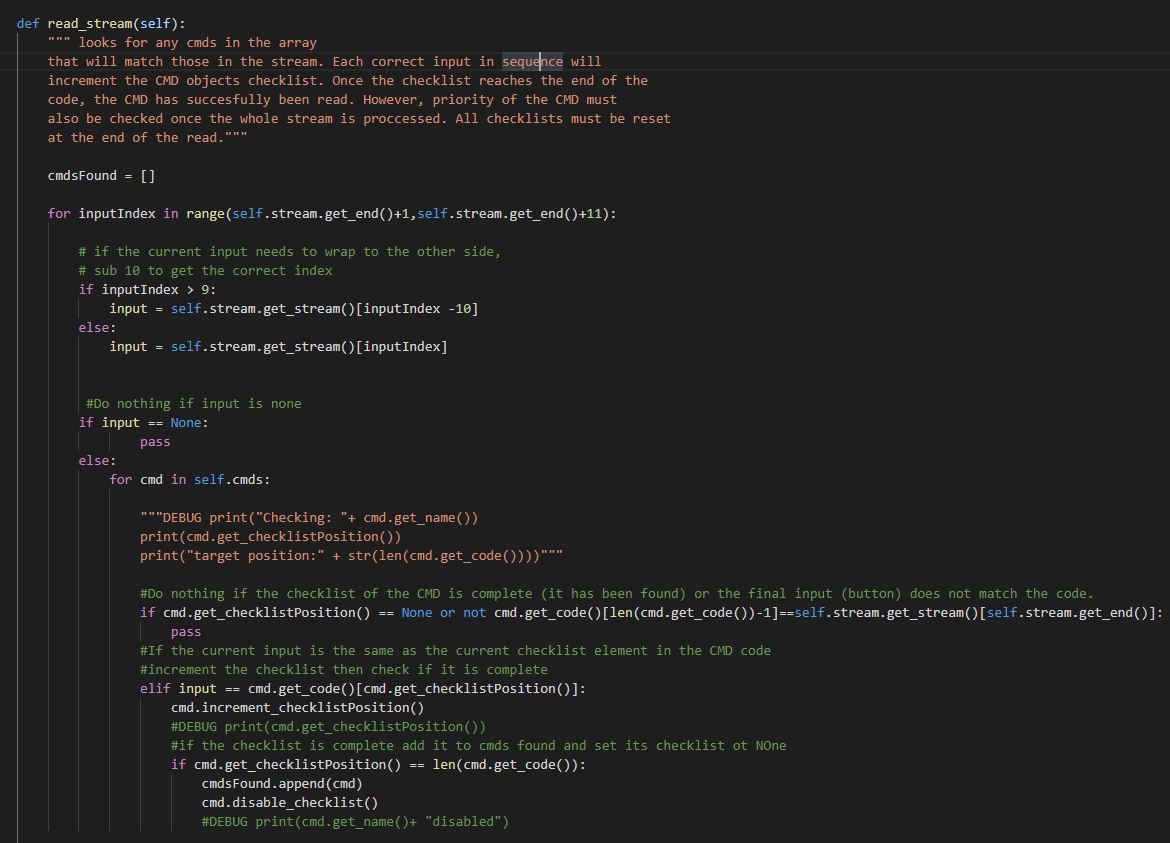 def read_stream(self):
    """ looks for any cmds in the array
    that will match those in the stream. Each correct input in sequence will
    increment the CMD objects checklist. Once the checklist reaches the end of the
    code, the CMD has succesfully been read. However, priority of the CMD must
    also be checked once the whole stream is proccessed. All checklists must be reset
    at the end of the read."""

    cmdsFound = []

    for inputIndex in range(self.stream.get_end()+1,self.stream.get_end()+11):

        # if the current input needs to wrap to the other side,
        # sub 10 to get the correct index
        if inputIndex > 9:
            input = self.stream.get_stream()[inputIndex -10]
        else:
            input = self.stream.get_stream()[inputIndex]


         #Do nothing if input is none
        if input == None:
                pass
        else:
            for cmd in self.cmds:

                """DEBUG print("Checking: "+ cmd.get_name())
                print(cmd.get_checklistPosition())
                print("target position:" + str(len(cmd.get_code())))"""

                #Do nothing if the checklist of the CMD is complete (it has been found) or the final input (button) does not match the code.
                if cmd.get_checklistPosition() == None or not cmd.get_code()[len(cmd.get_code())-1]==self.stream.get_stream()[self.stream.get_end()]:
                    pass
                #If the current input is the same as the current checklist element in the CMD code
                #increment the checklist then check if it is complete
                elif input == cmd.get_code()[cmd.get_checklistPosition()]:
                    cmd.increment_checklistPosition()
                    #DEBUG print(cmd.get_checklistPosition())
                    #if the checklist is complete add it to cmds found and set its checklist ot NOne
                    if cmd.get_checklistPosition() == len(cmd.get_code()):
                        cmdsFound.append(cmd)
                        cmd.disable_checklist()
                        #DEBUG print(cmd.get_name()+ "disabled")